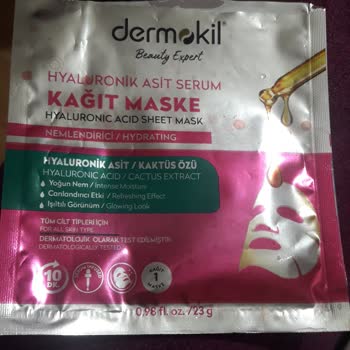 dermokil®
Beauty Expert
HYALURONİK ASİT SERUM
KAĞIT MASKE
HYALURONIC ACID SHEET MASK
NEMLENDİRİCİ / HYDRATING
HYALURONİK ASİT / KAKTÜS ÖZÜ
HYALURONIC ACID / CACTUS EXTRACT
Yoğun Nem / Intense Moisture
Canlandırıcı Etki / Refreshing Effect
Işıltılı Görünüm / Glowing Look
TÜM CİLT TİPLERİ İÇİN
FOR ALL SKIN TYPE
DERMATOLOJİK OLARAK TEST EDİLMİŞTİR.
DERMATOLOGICALLY TESTED
10
DK.
KAĞIT
1
MASKE
0,98 fl. oz. / 23 g